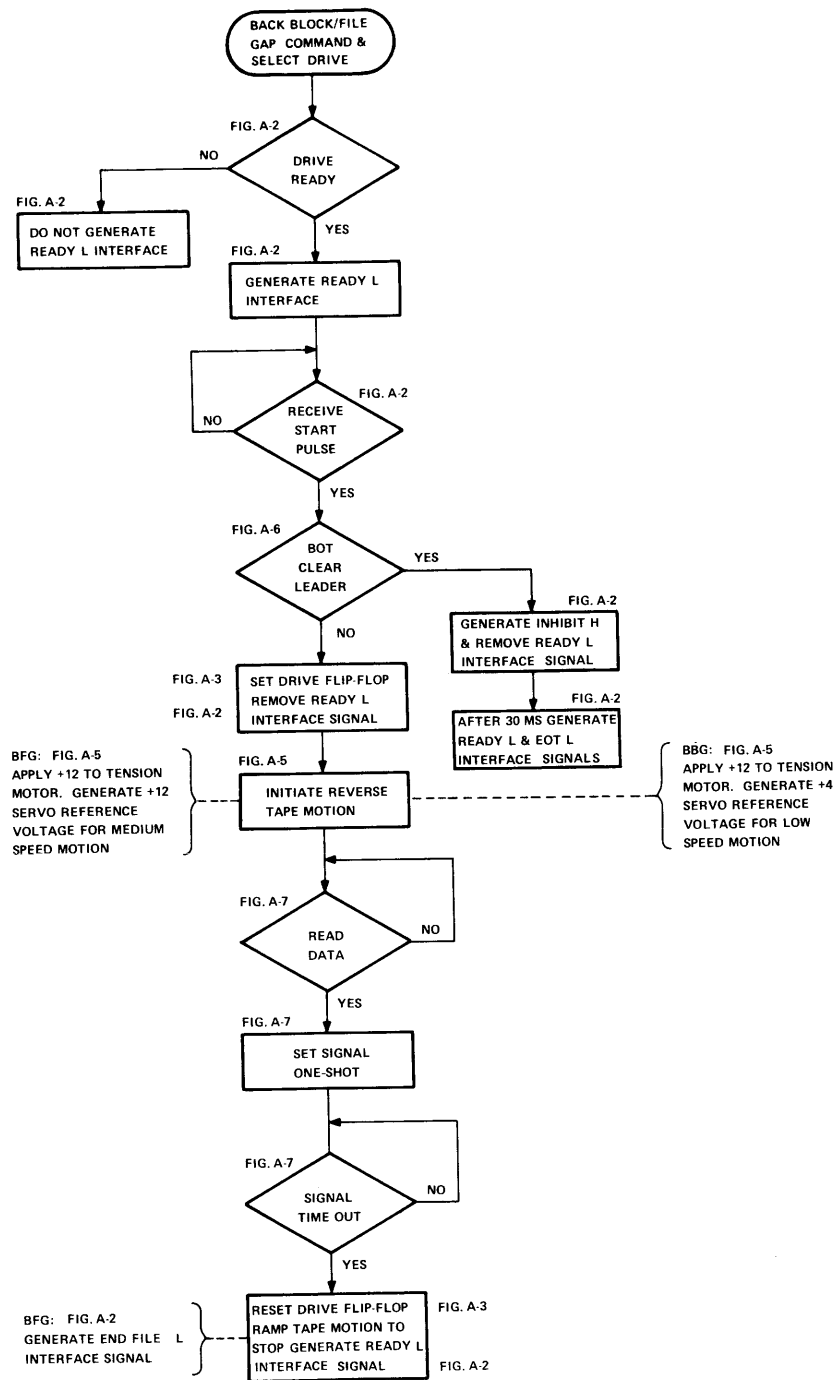 BACK BLOCK/FILE
GAP COMMAND &
SELECT DRIVE
FIG. A-2
DRIVE
READY
NO
YES
FIG. A-2
DO NOT GENERATE
READY L INTERFACE
FIG. A-2
GENERATE READY L
INTERFACE
FIG. A-2
RECEIVE
START
PULSE
NO
YES
FIG. A-6
BOT
CLEAR
LEADER
YES
NO
FIG. A-2
GENERATE INHIBIT H
& REMOVE READY L
INTERFACE SIGNAL
FIG. A-2
AFTER 30 MS GENERATE
READY L & EOT L
INTERFACE SIGNALS
FIG. A-3
FIG. A-2
SET DRIVE FLIP-FLOP
REMOVE READY L
INTERFACE SIGNAL
BFG: FIG. A-5
APPLY +12 TO TENSION
MOTOR. GENERATE +12
SERVO REFERENCE
VOLTAGE FOR MEDIUM
SPEED MOTION
FIG. A-5
INITIATE REVERSE
TAPE MOTION
BBG: FIG. A-5
APPLY +12 TO TENSION
MOTOR. GENERATE +4
SERVO REFERENCE
VOLTAGE FOR LOW
SPEED MOTION
FIG. A-7
READ
DATA
NO
YES
FIG. A-7
SET SIGNAL
ONE-SHOT
FIG. A-7
SIGNAL
TIME OUT
NO
YES
BFG: FIG. A-2
GENERATE END FILE L
INTERFACE SIGNAL
RESET DRIVE FLIP-FLOP
RAMP TAPE MOTION TO
STOP GENERATE READY L
INTERFACE SIGNAL
FIG. A-3
FIG. A-2